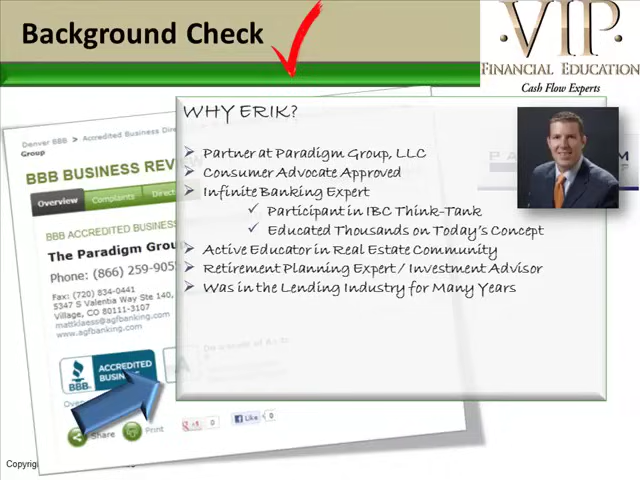 Background Check
VIP
FINANCIAL EDUCATION
Cash Flow Experts
WHY ERIK?
Partner at Paradigm Group, LLC
Consumer Advocate Approved
Infinite Banking Expert
Participant in IBC Think-Tank
Educated Thousands on Today's Concept
Active Educator in Real Estate Community
Retirement Planning Expert / Investment Advisor
Was in the Lending Industry for Many Years
Denver BBB > Accredited Business
Group
BBB BUSINESS
Overview Complaints
BBB ACCREDITED BUSINESS
The Paradigm
Phone: (866)
Fax: (720) 834-0441
5347 S Valentia Way Ste 140,
Village, CO 80111-3107
www.agfbanking.com
BBB. ACCREDITED
Share Print
+1 0 Like 0